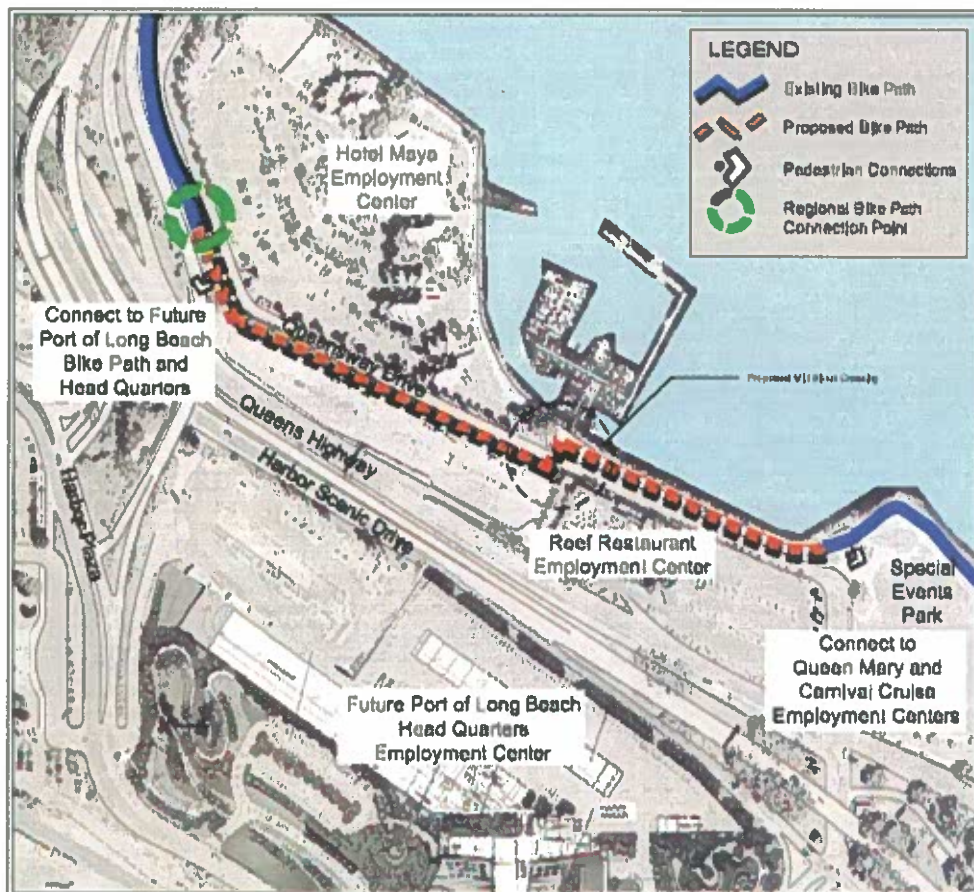 LEGEND
Existing Bike Path
Proposed Bike Path
Pedestrian Connections
Regional Bike Path
Connection Point
Hotel Maya
Employment
Center
Connect to Future
Port of Long Beach
Bike Path and
Head Quarters
Queensway Drive
Queens Highway
Harbor Scenic Drive
Harbor Plaza
Proposed
Reef Restaurant
Employment Center
Special
Events
Park
Connect to
Queen Mary and
Carnival Cruise
Employment Centers
Future Port of Long Beach
Head Quarters
Employment Center